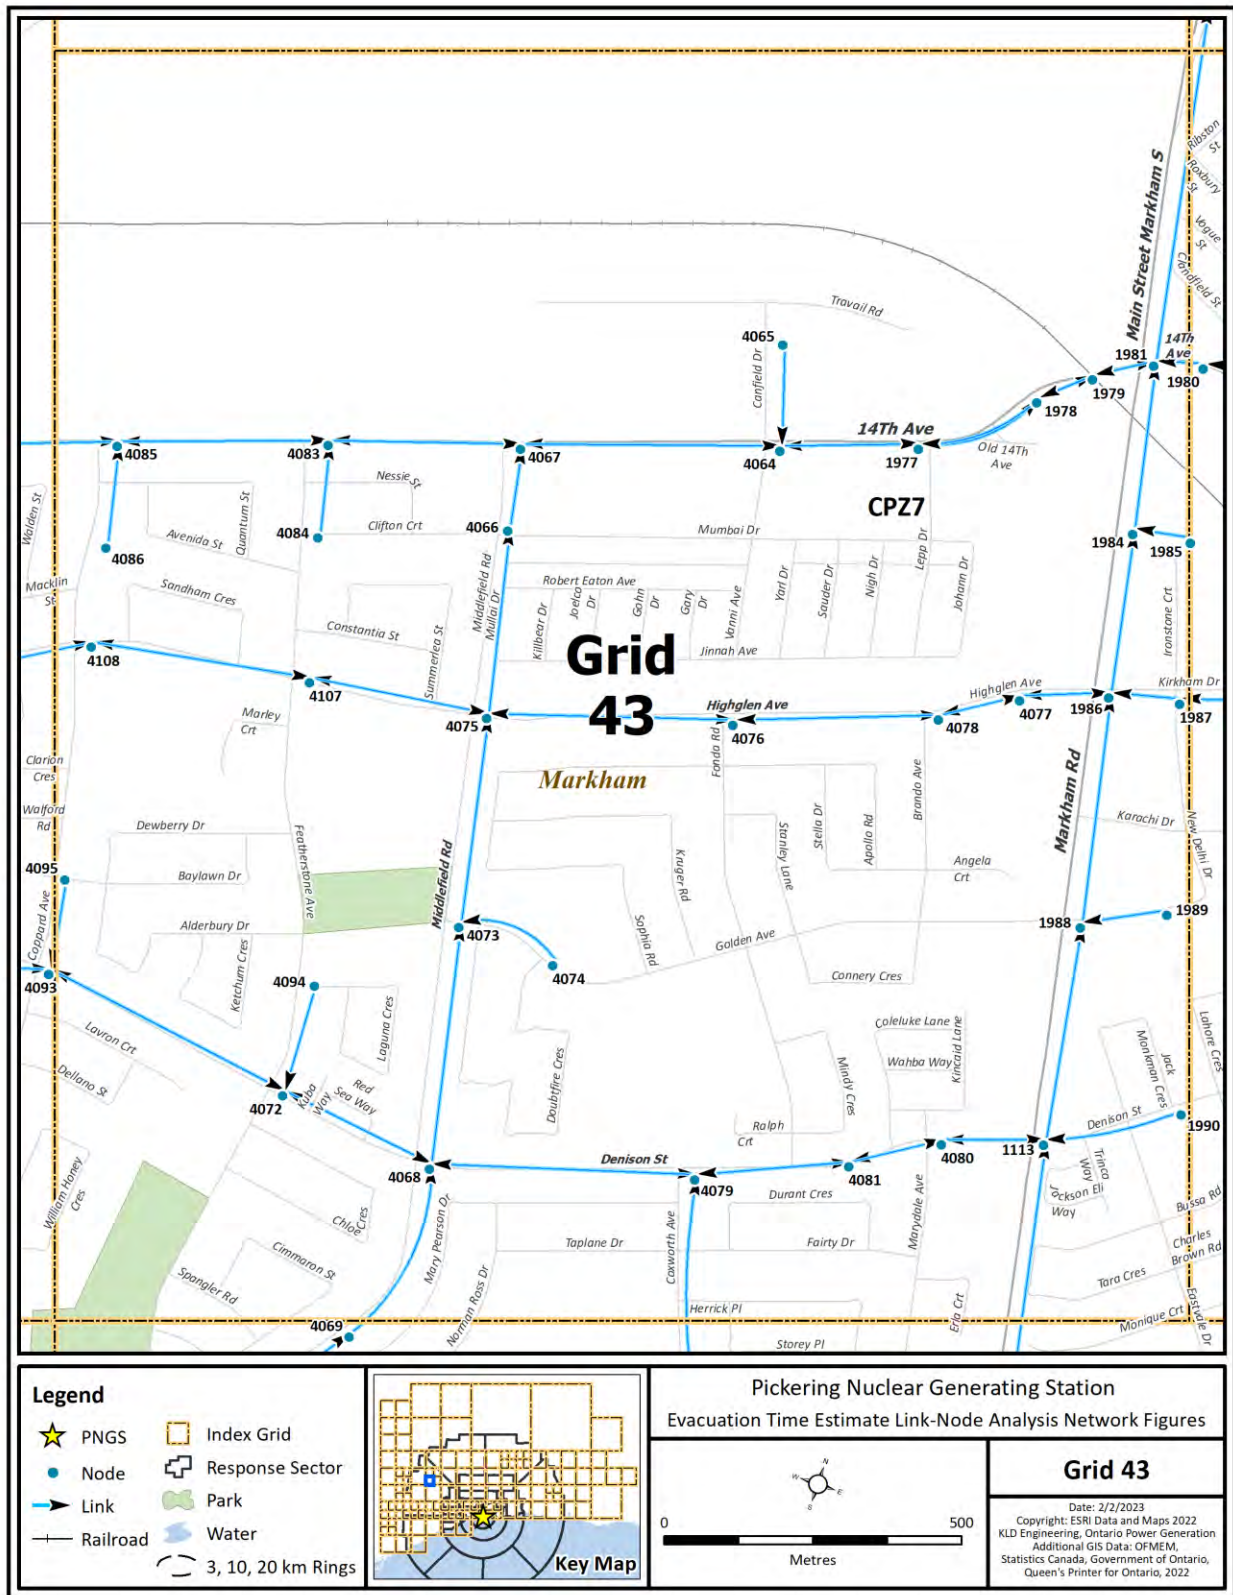 Ribston
St
Roxbury
St
Vogue
St
Clandfield St
Main Street Markham S
Travail Rd
4065
Canfield Dr
1981
14Th
Ave
1980
1979
1978
14Th Ave
Old 14Th
Ave
4085
4083
4067
4064
1977
Nessie St
Walden St
Quantum St
CPZ7
4084
Clifton Crt
4066
Mumbai Dr
1984
1985
Avenida St
4086
Lepp Dr
Macklin
St
Sandham Cres
Middlefield Rd
Mullai Dr
Robert Eaton Ave
Killbear Dr
Joelco
Dr
Gohn
Dr
Gary
Dr
Vanni Ave
Yarl Dr
Sauder Dr
Nigh Dr
Johann Dr
Ironstone Crt
Constantia St
Summerlea St
Jinnah Ave
Grid
43
4108
4107
Highglen Ave
Kirkham Dr
Marley
Crt
4075
Highglen Ave
4076
4078
4077
1986
1987
Fonda Rd
Clarion
Cres
Markham
Brando Ave
Markham Rd
Walford
Rd
Dewberry Dr
Featherstone Ave
Stella Dr
Apollo Rd
Stanley Lane
Karachi Dr
New Delhi Dr
4095
Baylawn Dr
Middlefield Rd
Kruger Rd
Angela
Crt
Coppard Ave
Alderbury Dr
4073
Sophia Rd
Golden Ave
1988
1989
Ketchum Cres
4093
4094
4074
Connery Cres
Laguna Cres
Lavron Crt
Coleluke Lane
Kincaid Lane
Lahore Cres
Dellano St
Doubtfire Cres
Mindy Cres
Wahba Way
Jack
Monkman Cres
4072
Kuba
Way
Red
Sea Way
Ralph
Crt
Denison St
1990
4068
Denison St
4079
4081
4080
1113
Trinca
Way
William Honey
Cres
Mary Pearson Dr
Durant Cres
Marydale Ave
Jackson Eli
Way
Bussa Rd
Chloe
Cres
Coxworth Ave
Taplane Dr
Fairty Dr
Charles
Brown Rd
Cimmaron St
Spangler Rd
Norman Ross Dr
Tara Cres
Herrick Pl
Erla Crt
Monique Crt
Eastvale Dr
4069
Storey Pl
Legend
PNGS
Node
Link
Railroad
Index Grid
Response Sector
Park
Water
3, 10, 20 km Rings
Key Map
Pickering Nuclear Generating Station
Evacuation Time Estimate Link-Node Analysis Network Figures
N
W
E
S
0
500
Metres
Grid 43
Date: 2/2/2023
Copyright: ESRI Data and Maps 2022
KLD Engineering, Ontario Power Generation
Additional GIS Data: OFMEM,
Statistics Canada, Government of Ontario,
Queen's Printer for Ontario, 2022